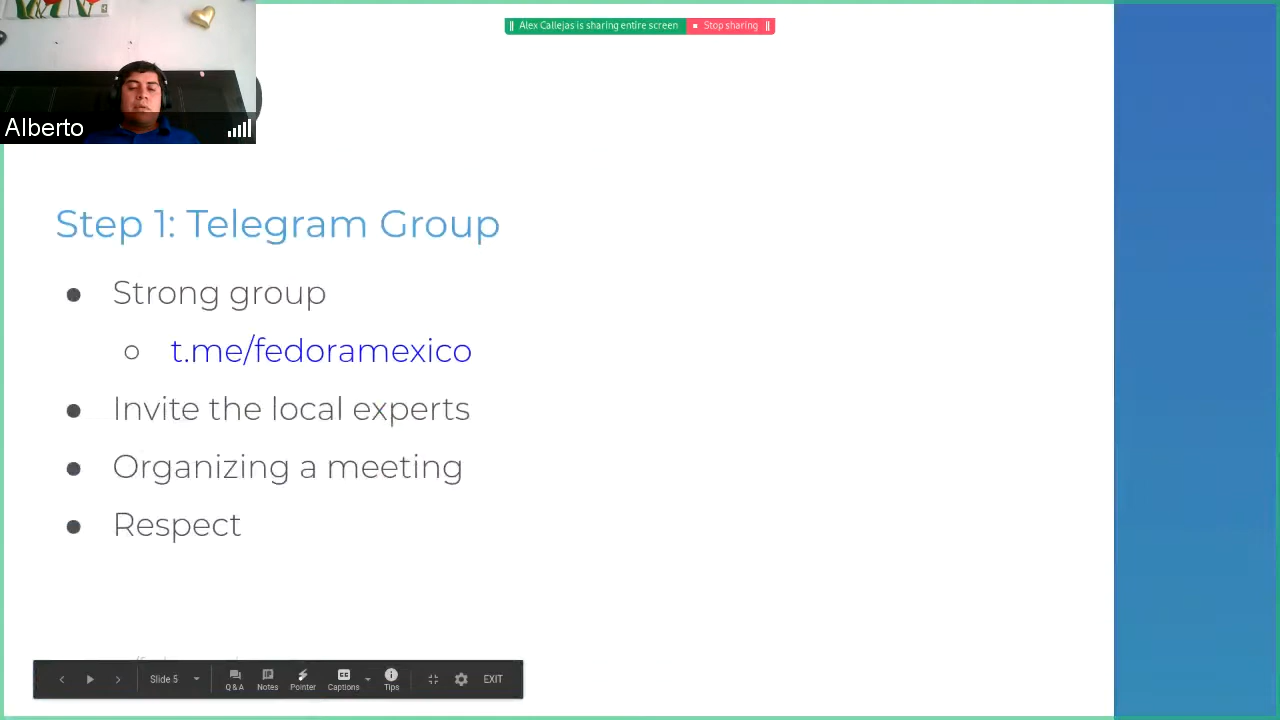 Alex Callejas is sharing entire screen
Stop sharing
Alberto
Step 1: Telegram Group
● Strong group
○ t.me/fedoramexico
● Invite the local experts
● Organizing a meeting
● Respect
Slide 5
Q & A
Notes
Pointer
CC
Captions
Tips
EXIT